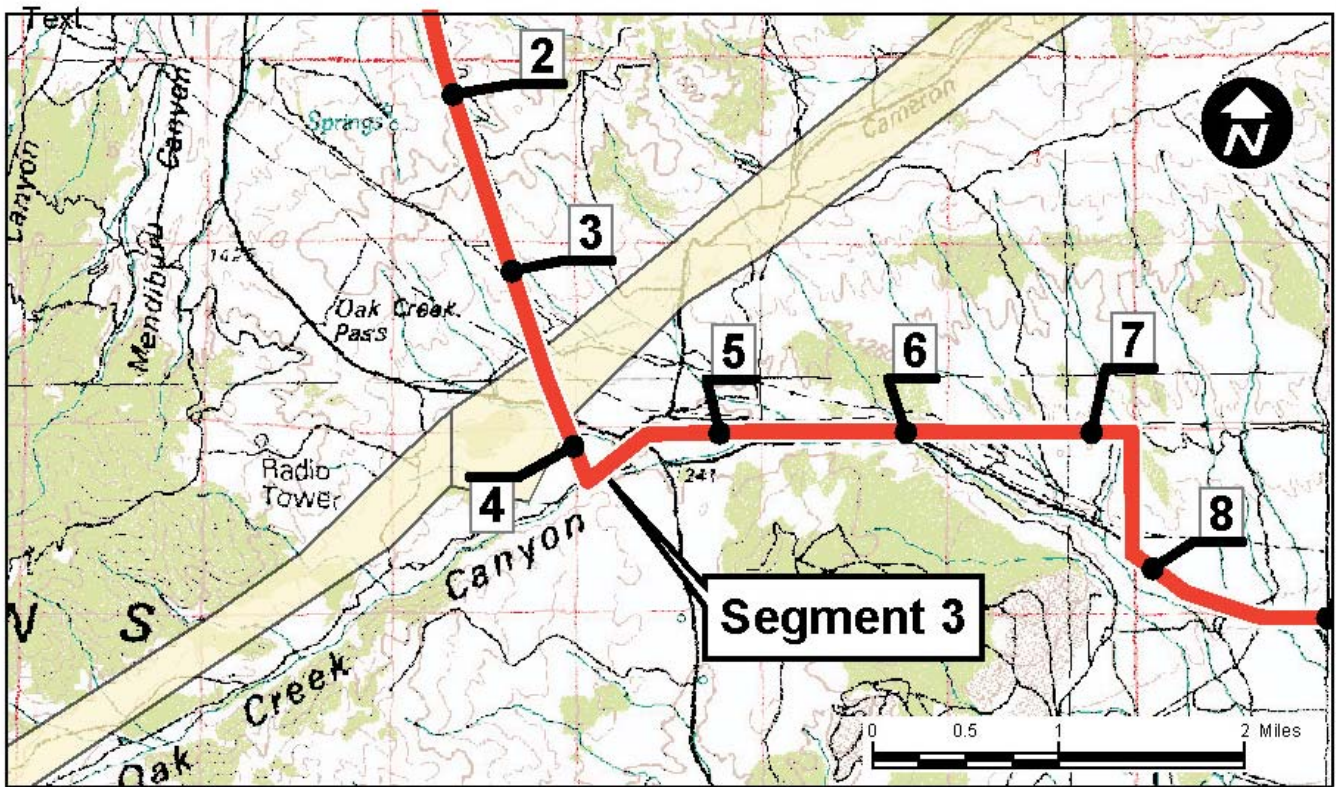 Text
2
Canyon
Springs
Cameron
N
Canyon
Mendiburu
3
Oak Creek
Pass
5
6
7
Radio
Tower
4
241
8
Canyon
Segment 3
V S
Creek
Oak
0 0.5 1 2 Miles